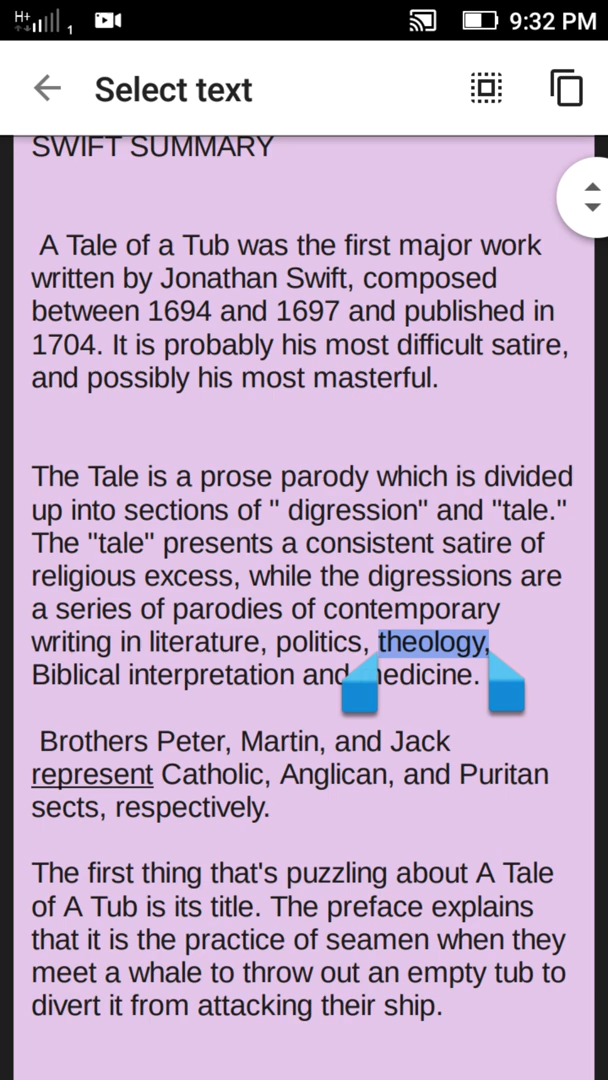 H+ 1 9:32 PM
Select text
SWIFT SUMMARY
A Tale of a Tub was the first major work
written by Jonathan Swift, composed
between 1694 and 1697 and published in
1704. It is probably his most difficult satire,
and possibly his most masterful.
The Tale is a prose parody which is divided
up into sections of " digression" and "tale."
The "tale" presents a consistent satire of
religious excess, while the digressions are
a series of parodies of contemporary
writing in literature, politics, theology,
Biblical interpretation and medicine.
Brothers Peter, Martin, and Jack
represent Catholic, Anglican, and Puritan
sects, respectively.
The first thing that's puzzling about A Tale
of A Tub is its title. The preface explains
that it is the practice of seamen when they
meet a whale to throw out an empty tub to
divert it from attacking their ship.